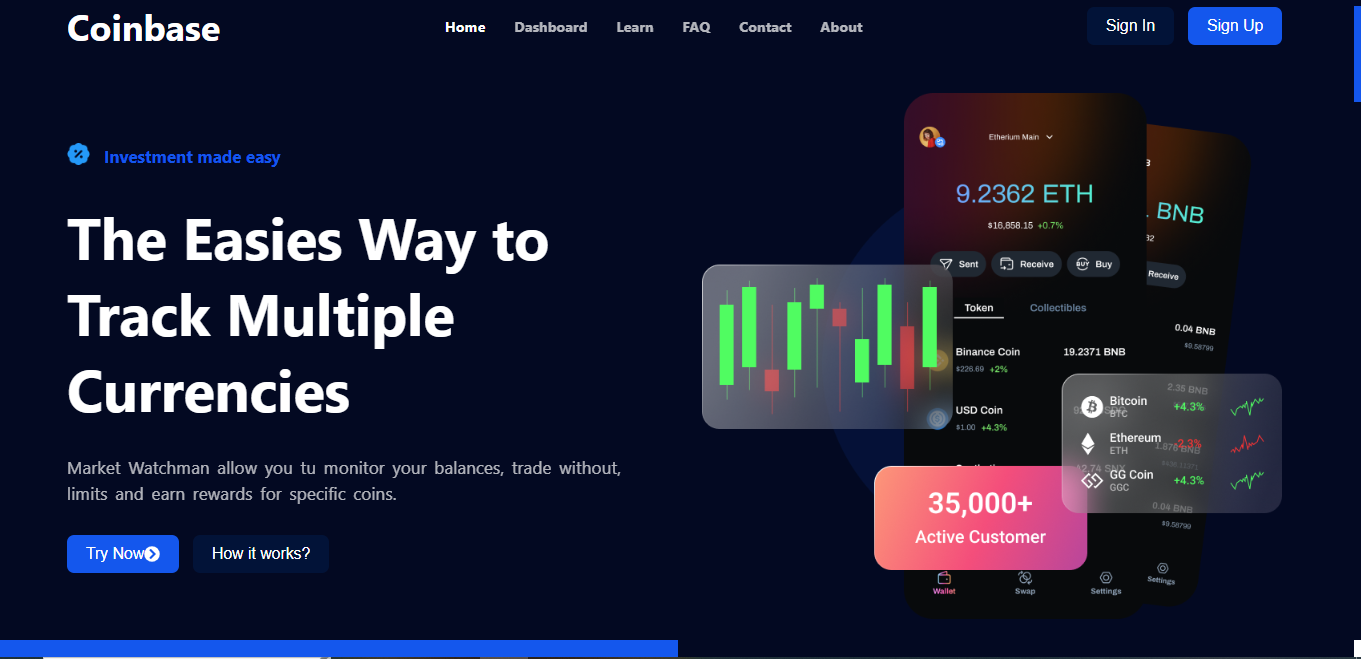 Coinbase
Home Dashboard Learn FAQ Contact About
Sign In Sign Up
Investment made easy
The Easies Way to
Track Multiple
Currencies
Market Watchman allow you tu monitor your balances, trade without,
limits and earn rewards for specific coins.
Try Now
How it works?
Etherium Main
9.2362 ETH
$16,858.15 +0.7%
Sent Receive BUY Buy
Token Collectibles
Binance Coin 19.2371 BNB
$226.69 +2%
USD Coin
$1.00 +4.3%
12.74 SNX
35,000+
Active Customer
Wallet Swap Settings
BNB
Receive
0.04 BNB
$9.58799
2.36 BNB
Bitcoin +4.3%
BTC
Ethereum -2.3%
ETH
1.876 BNB
GG Coin +4.3%
GGC
0.04 BNB
$9.58799
Settings